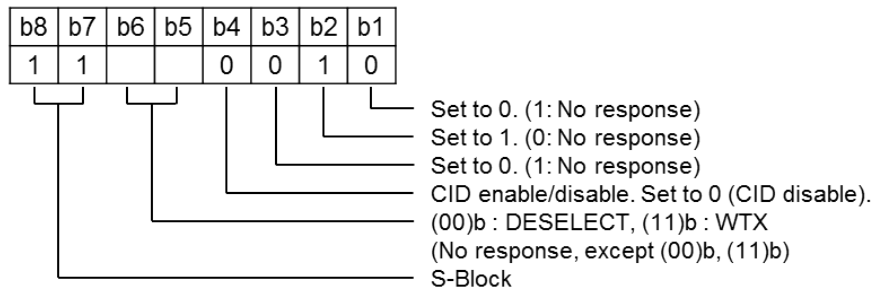 b8 b7 b6 b5 b4 b3 b2 b1
1 1 0 0 1 0
Set to 0. (1: No response)
Set to 1. (0: No response)
Set to 0. (1: No response)
CID enable/disable. Set to 0 (CID disable).
(00)b : DESELECT, (11)b : WTX
(No response, except (00)b, (11)b)
S-Block